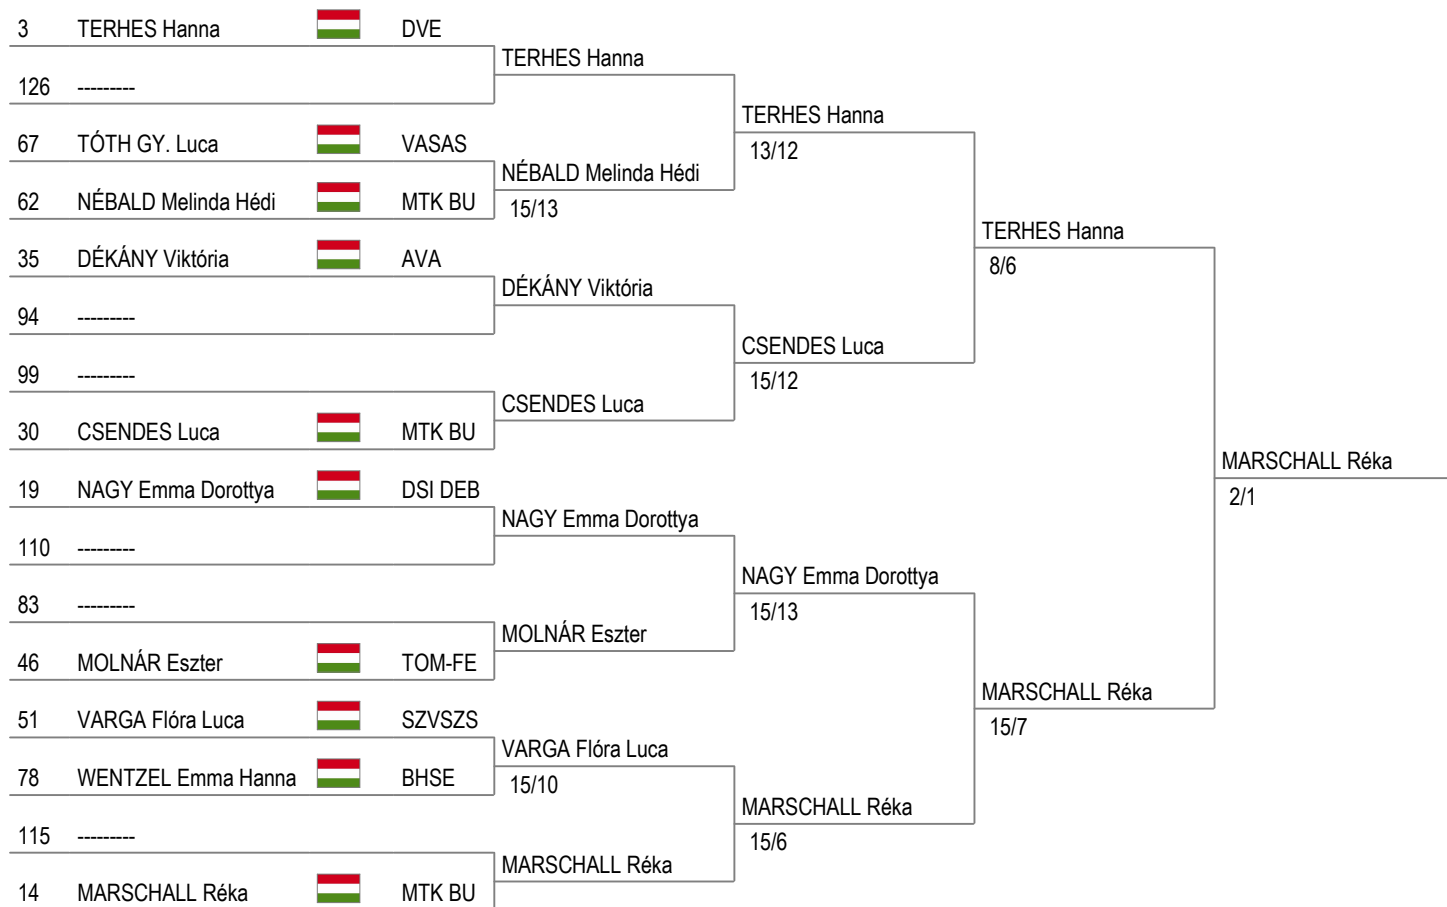 3 TERHES Hanna DVE
126 ---------
67 TÓTH GY. Luca VASAS
62 NÉBALD Melinda Hédi MTK BU
35 DÉKÁNY Viktória AVA
94 ---------
99 ---------
30 CSENDES Luca MTK BU
19 NAGY Emma Dorottya DSI DEB
110 ---------
83 ---------
46 MOLNÁR Eszter TOM-FE
51 VARGA Flóra Luca SZVSZS
78 WENTZEL Emma Hanna BHSE
115 ---------
14 MARSCHALL Réka MTK BU
TERHES Hanna
NÉBALD Melinda Hédi
15/13
DÉKÁNY Viktória
CSENDES Luca
NAGY Emma Dorottya
MOLNÁR Eszter
VARGA Flóra Luca
15/10
MARSCHALL Réka
TERHES Hanna
13/12
CSENDES Luca
15/12
NAGY Emma Dorottya
15/13
MARSCHALL Réka
15/6
TERHES Hanna
8/6
MARSCHALL Réka
15/7
MARSCHALL Réka
2/1